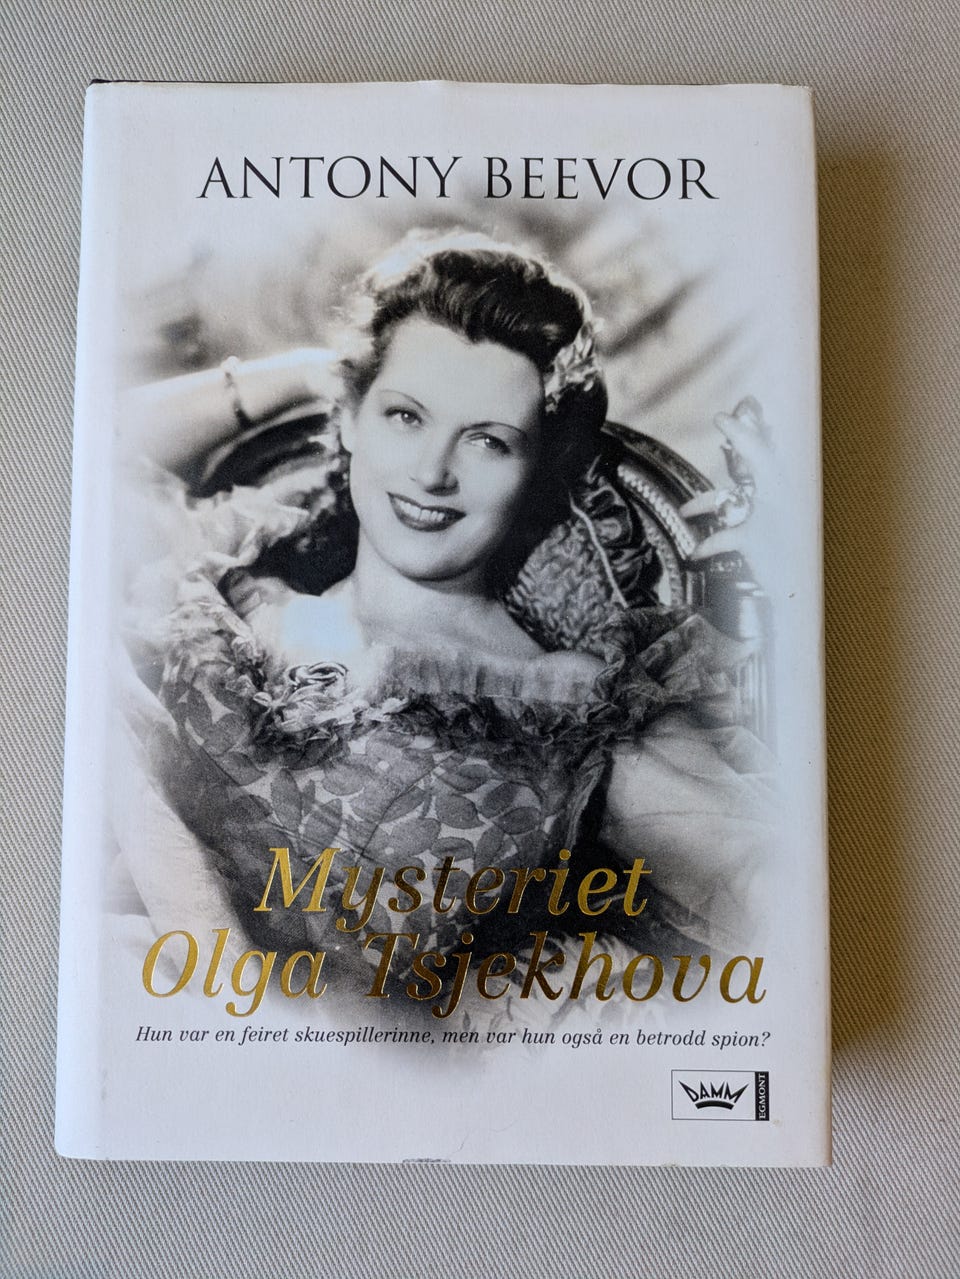 ANTONY BEEVOR
Mysteriet
Olga Tsjekhova
Hun var en feiret skuespillerinne, men var hun også en betrodd spion?
DAMM
EGMONT